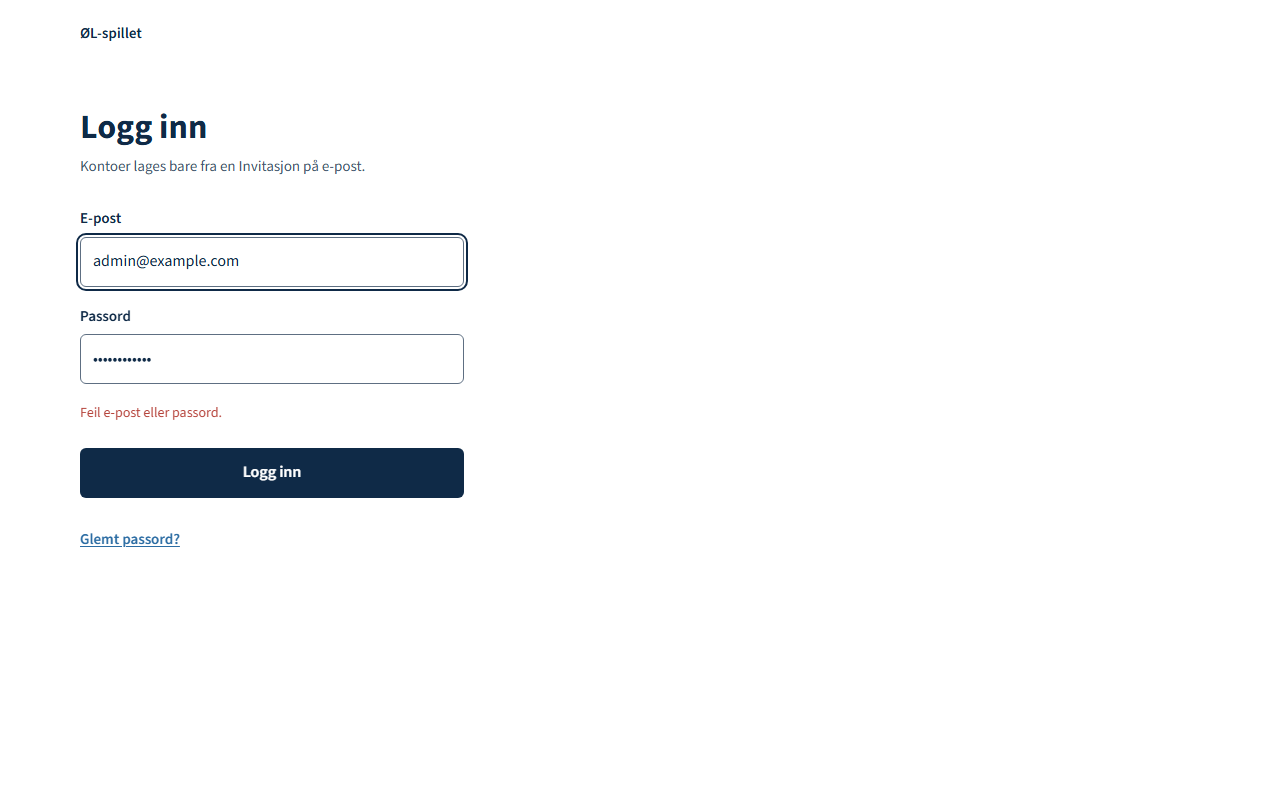 ØL-spillet
Logg inn
Kontoer lages bare fra en Invitasjon på e-post.
E-post
admin@example.com
Passord
••••••••••••
Feil e-post eller passord.
Logg inn
Glemt passord?